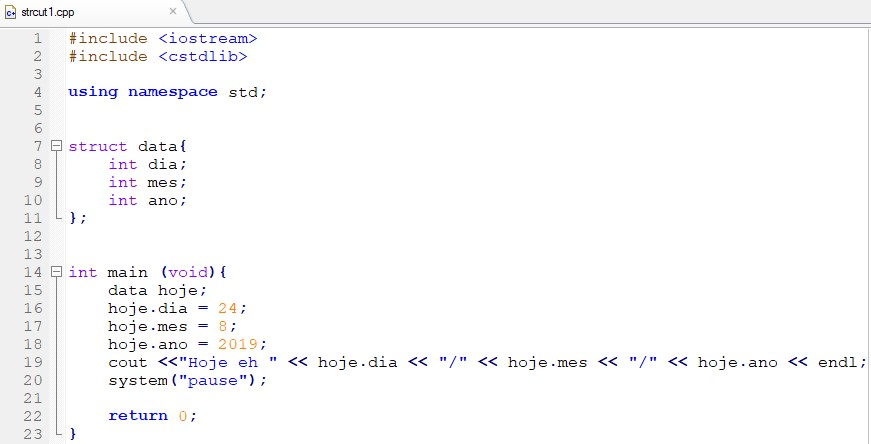 strcut1.cpp
1 #include <iostream>
2 #include <cstdlib>
3
4 using namespace std;
5
6
7 struct data{
8 int dia;
9 int mes;
10 int ano;
11 };
12
13
14 int main (void){
15 data hoje;
16 hoje.dia = 24;
17 hoje.mes = 8;
18 hoje.ano = 2019;
19 cout <<"Hoje eh " << hoje.dia << "/" << hoje.mes << "/" << hoje.ano << endl;
20 system("pause");
21
22 return 0;
23 }